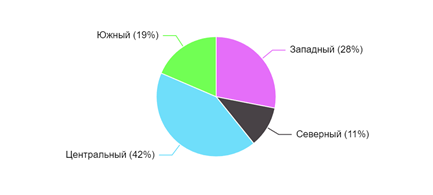 Южный (19%)
Западный (28%)
Северный (11%)
Центральный (42%)